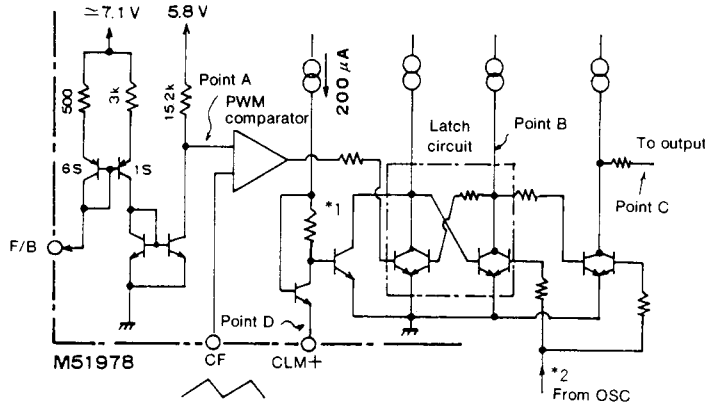 ≃7.1 V
5.8 V
500
3k
15.2k
Point A
PWM
comparator
200 µA
Latch
circuit
Point B
To output
Point C
6S
1S
*1
F/B
Point D
M51978
CF
CLM+
*2
From OSC